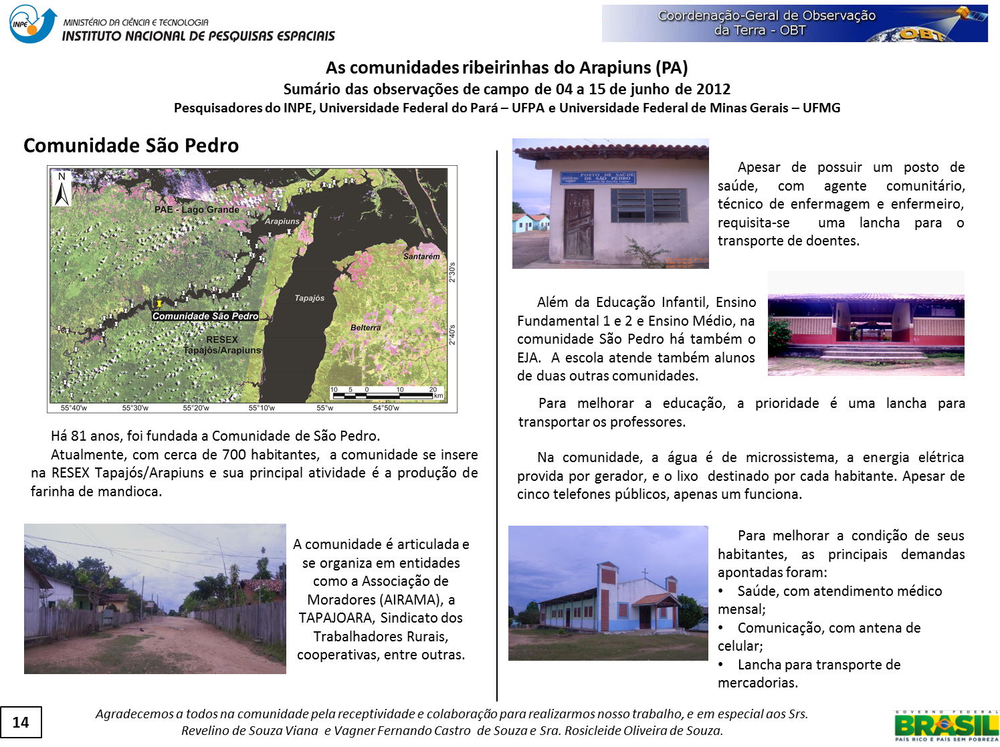 INPE
MINISTÉRIO DA CIÊNCIA E TECNOLOGIA
INSTITUTO NACIONAL DE PESQUISAS ESPACIAIS
Coordenação-Geral de Observação
da Terra - OBT
OBT
As comunidades ribeirinhas do Arapiuns (PA)
Sumário das observações de campo de 04 a 15 de junho de 2012
Pesquisadores do INPE, Universidade Federal do Pará – UFPA e Universidade Federal de Minas Gerais – UFMG
Comunidade São Pedro
N
PAE - Lago Grande
Arapiuns
Santarém
Tapajós
Comunidade São Pedro
Belterra
RESEX
Tapajós/Arapiuns
2°30's
2°40's
10 5 0 10 20
km
55°40'w 55°30'w 55°20'w 55°10'w 55°w 54°50'w
Há 81 anos, foi fundada a Comunidade de São Pedro.
Atualmente, com cerca de 700 habitantes, a comunidade se insere
na RESEX Tapajós/Arapiuns e sua principal atividade é a produção de
farinha de mandioca.
A comunidade é articulada e
se organiza em entidades
como a Associação de
Moradores (AIRAMA), a
TAPAJOARA, Sindicato dos
Trabalhadores Rurais,
cooperativas, entre outras.
POSTO DE SAÚDE
DE SÃO PEDRO
Apesar de possuir um posto de
saúde, com agente comunitário,
técnico de enfermagem e enfermeiro,
requisita-se uma lancha para o
transporte de doentes.
Além da Educação Infantil, Ensino
Fundamental 1 e 2 e Ensino Médio, na
comunidade São Pedro há também o
EJA. A escola atende também alunos
de duas outras comunidades.
Para melhorar a educação, a prioridade é uma lancha para
transportar os professores.
Na comunidade, a água é de microssistema, a energia elétrica
provida por gerador, e o lixo destinado por cada habitante. Apesar de
cinco telefones públicos, apenas um funciona.
Para melhorar a condição de seus
habitantes, as principais demandas
apontadas foram:
• Saúde, com atendimento médico
mensal;
• Comunicação, com antena de
celular;
• Lancha para transporte de
mercadorias.
14
Agradecemos a todos na comunidade pela receptividade e colaboração para realizarmos nosso trabalho, e em especial aos Srs.
Revelino de Souza Viana e Vagner Fernando Castro de Souza e Sra. Rosicleide Oliveira de Souza.
GOVERNO FEDERAL
BRASIL
PAÍS RICO É PAÍS SEM POBREZA